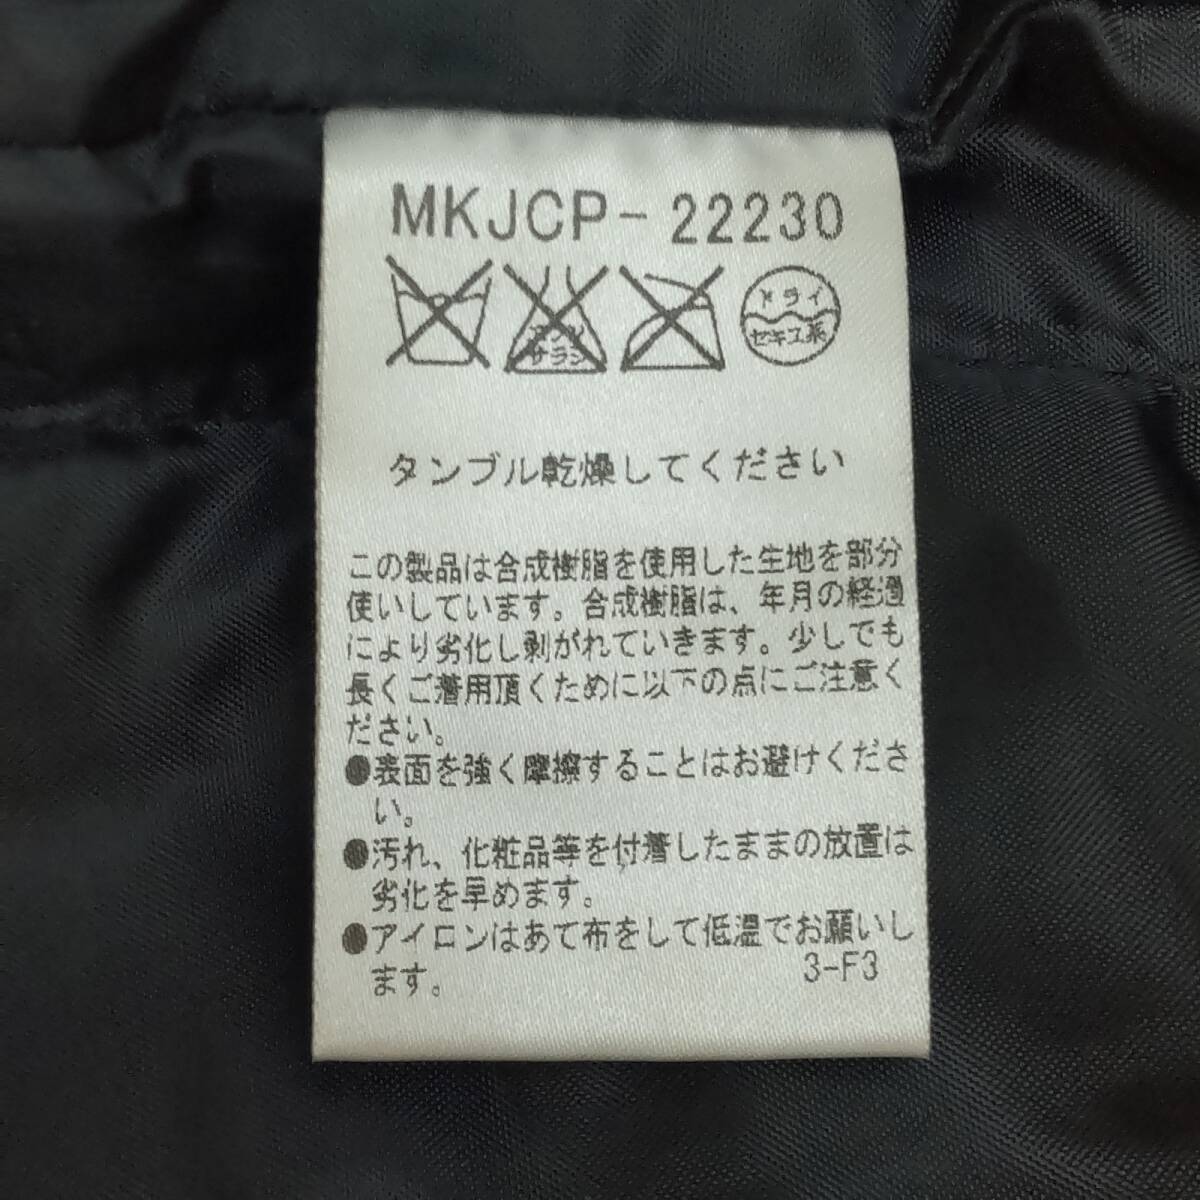 MKJCP-22230
エンソ
サラシ
ドライ
セキユ系
タンブル乾燥してください
この製品は合成樹脂を使用した生地を部分
使いしています。合成樹脂は、年月の経過
により劣化し剥がれていきます。少しでも
長くご着用頂くために以下の点にご注意く
ださい。
●表面を強く摩擦することはお避けくださ
い。
●汚れ、化粧品等を付着したままの放置は
劣化を早めます。
●アイロンはあて布をして低温でお願いし
ます。
3-F3